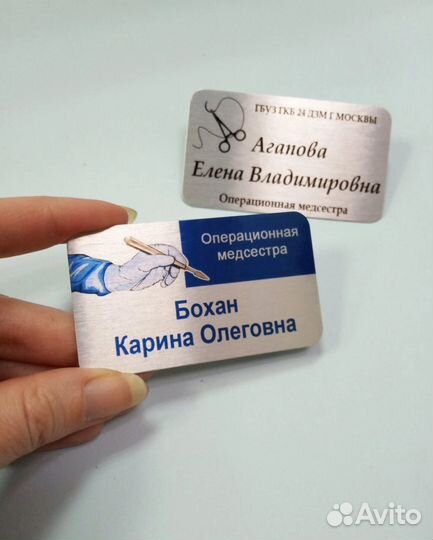 ГБУЗ ГКБ 24 ДЗМ Г МОСКВЫ
Агапова
Елена Владимировна
Операционная медсестра
Операционная
медсестра
Бохан
Карина Олеговна
Avito